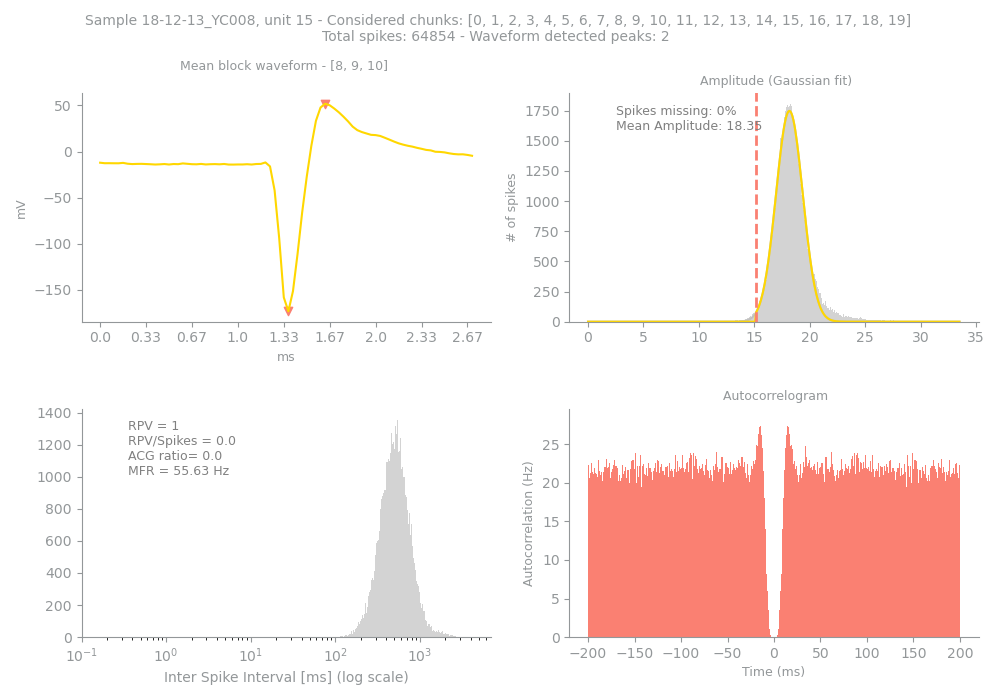 Sample 18-12-13_YC008, unit 15 - Considered chunks: [0, 1, 2, 3, 4, 5, 6, 7, 8, 9, 10, 11, 12, 13, 14, 15, 16, 17, 18, 19]
Total spikes: 64854 - Waveform detected peaks: 2
Mean block waveform - [8, 9, 10]
50
0
−50
−100
−150
mV
0.0 0.33 0.67 1.0 1.33 1.67 2.0 2.33 2.67
ms
Amplitude (Gaussian fit)
Spikes missing: 0%
Mean Amplitude: 18.35
1750
1500
1250
1000
750
500
250
0
# of spikes
0 5 10 15 20 25 30 35
RPV = 1
RPV/Spikes = 0.0
ACG ratio= 0.0
MFR = 55.63 Hz
1400
1200
1000
800
600
400
200
0
10⁻¹ 10⁰ 10¹ 10² 10³
Inter Spike Interval [ms] (log scale)
Autocorrelogram
25
20
15
10
5
0
Autocorrelation (Hz)
−200 −150 −100 −50 0 50 100 150 200
Time (ms)